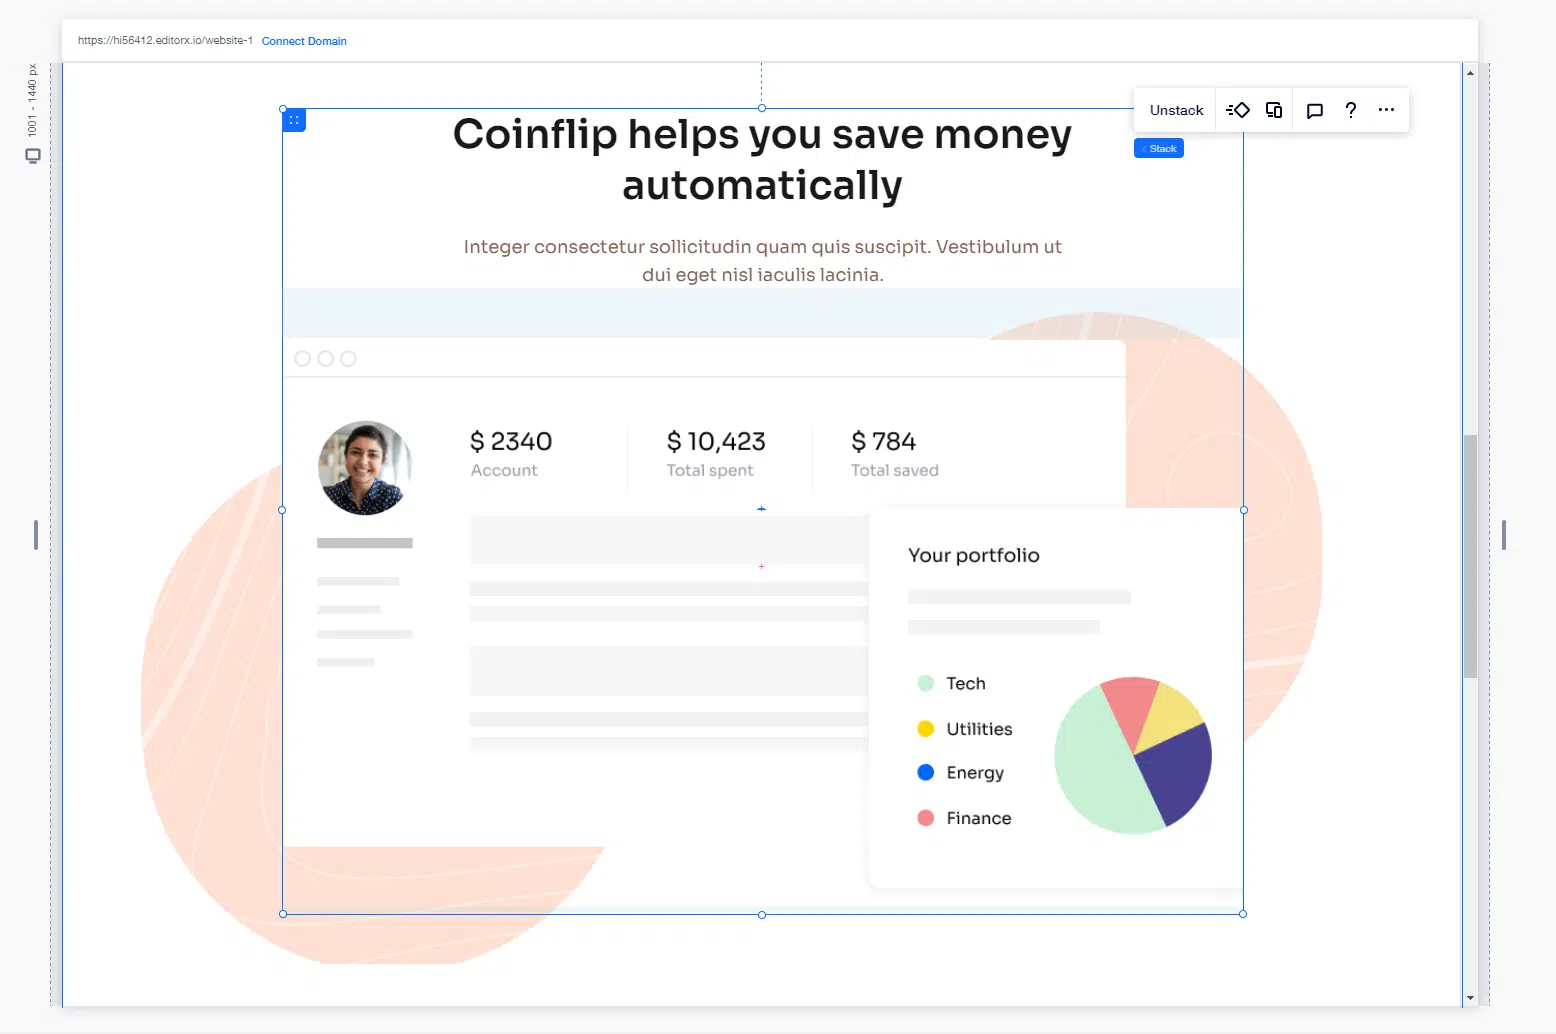 https://hi56412.editorx.io/website-1 Connect Domain
1001 - 1440 px
Unstack
?
< Stack
Coinflip helps you save money
automatically
Integer consectetur sollicitudin quam quis suscipit. Vestibulum ut
dui eget nisl iaculis lacinia.
$ 2340 $ 10,423 $ 784
Account Total spent Total saved
Your portfolio
Tech
Utilities
Energy
Finance